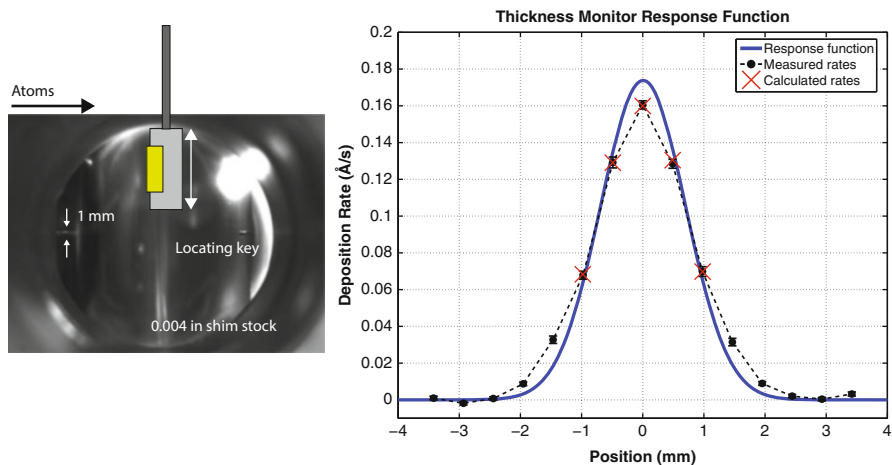 Atoms
1 mm
Locating key
0.004 in shim stock
Thickness Monitor Response Function
Response function
Measured rates
Calculated rates
Deposition Rate (Å/s)
0.2
0.18
0.16
0.14
0.12
0.1
0.08
0.06
0.04
0.02
0
−4 −3 −2 −1 0 1 2 3 4
Position (mm)